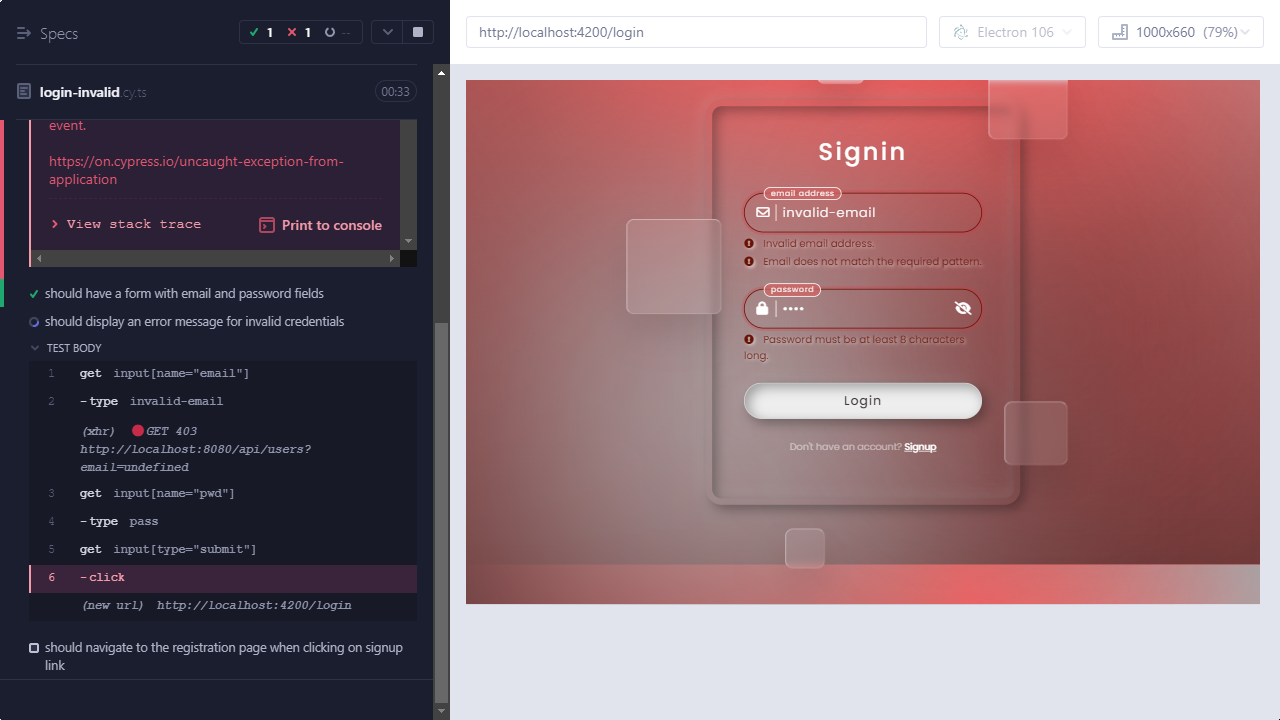 Specs
1
1
--
login-invalid.cy.ts
00:33
event.
https://on.cypress.io/uncaught-exception-from-
application
View stack trace
Print to console
should have a form with email and password fields
should display an error message for invalid credentials
TEST BODY
1 get input[name="email"]
2 -type invalid-email
(xhr) GET 403
http://localhost:8080/api/users?
email=undefined
3 get input[name="pwd"]
4 -type pass
5 get input[type="submit"]
6 -click
(new url) http://localhost:4200/login
should navigate to the registration page when clicking on signup
link
http://localhost:4200/login
Electron 106
1000x660 (79%)
Signin
email address
invalid-email
Invalid email address.
Email does not match the required pattern.
password
Password must be at least 8 characters
long.
Login
Don't have an account? Signup